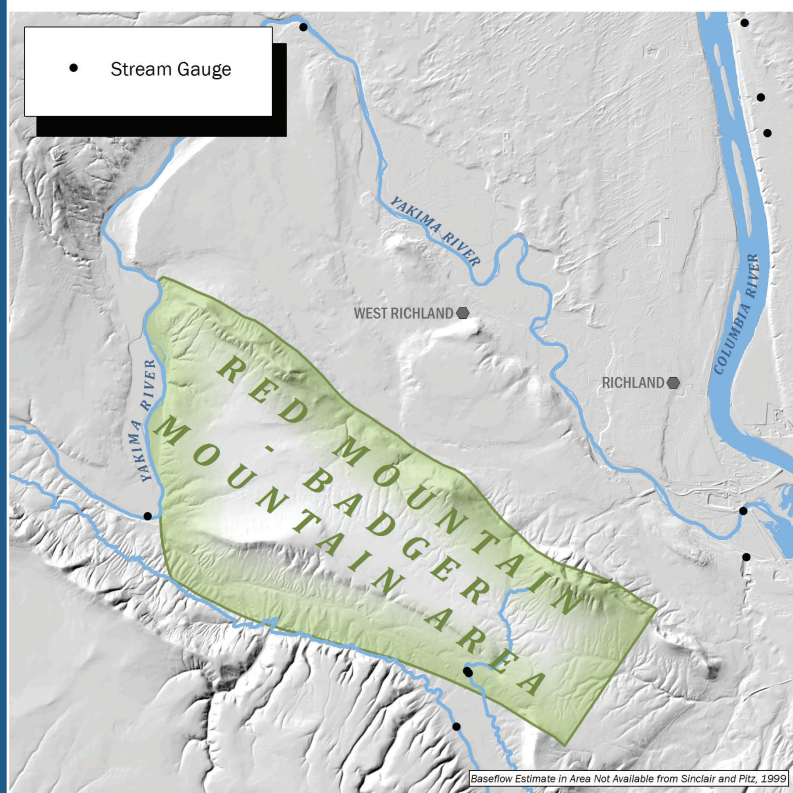 Stream Gauge
YAKIMA RIVER
COLUMBIA RIVER
WEST RICHLAND
RICHLAND
YAKIMA RIVER
RED MOUNTAIN
- BADGER
MOUNTAIN AREA
Baseflow Estimate in Area Not Available from Sinclair and Pitz, 1999